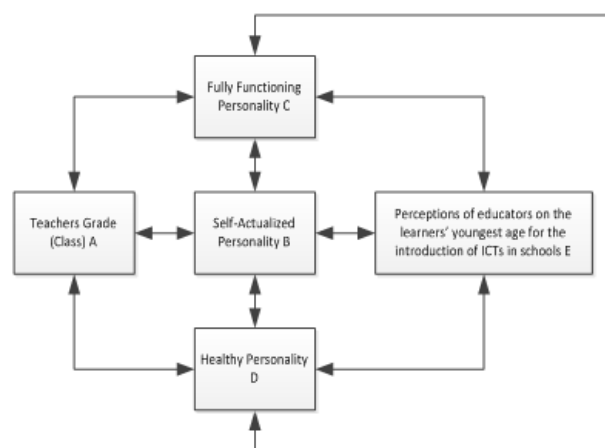 Fully Functioning
Personality C
Teachers Grade
(Class) A
Self-Actualized
Personality B
Perceptions of educators on the
learners' youngest age for the
introduction of ICTs in schools E
Healthy Personality
D